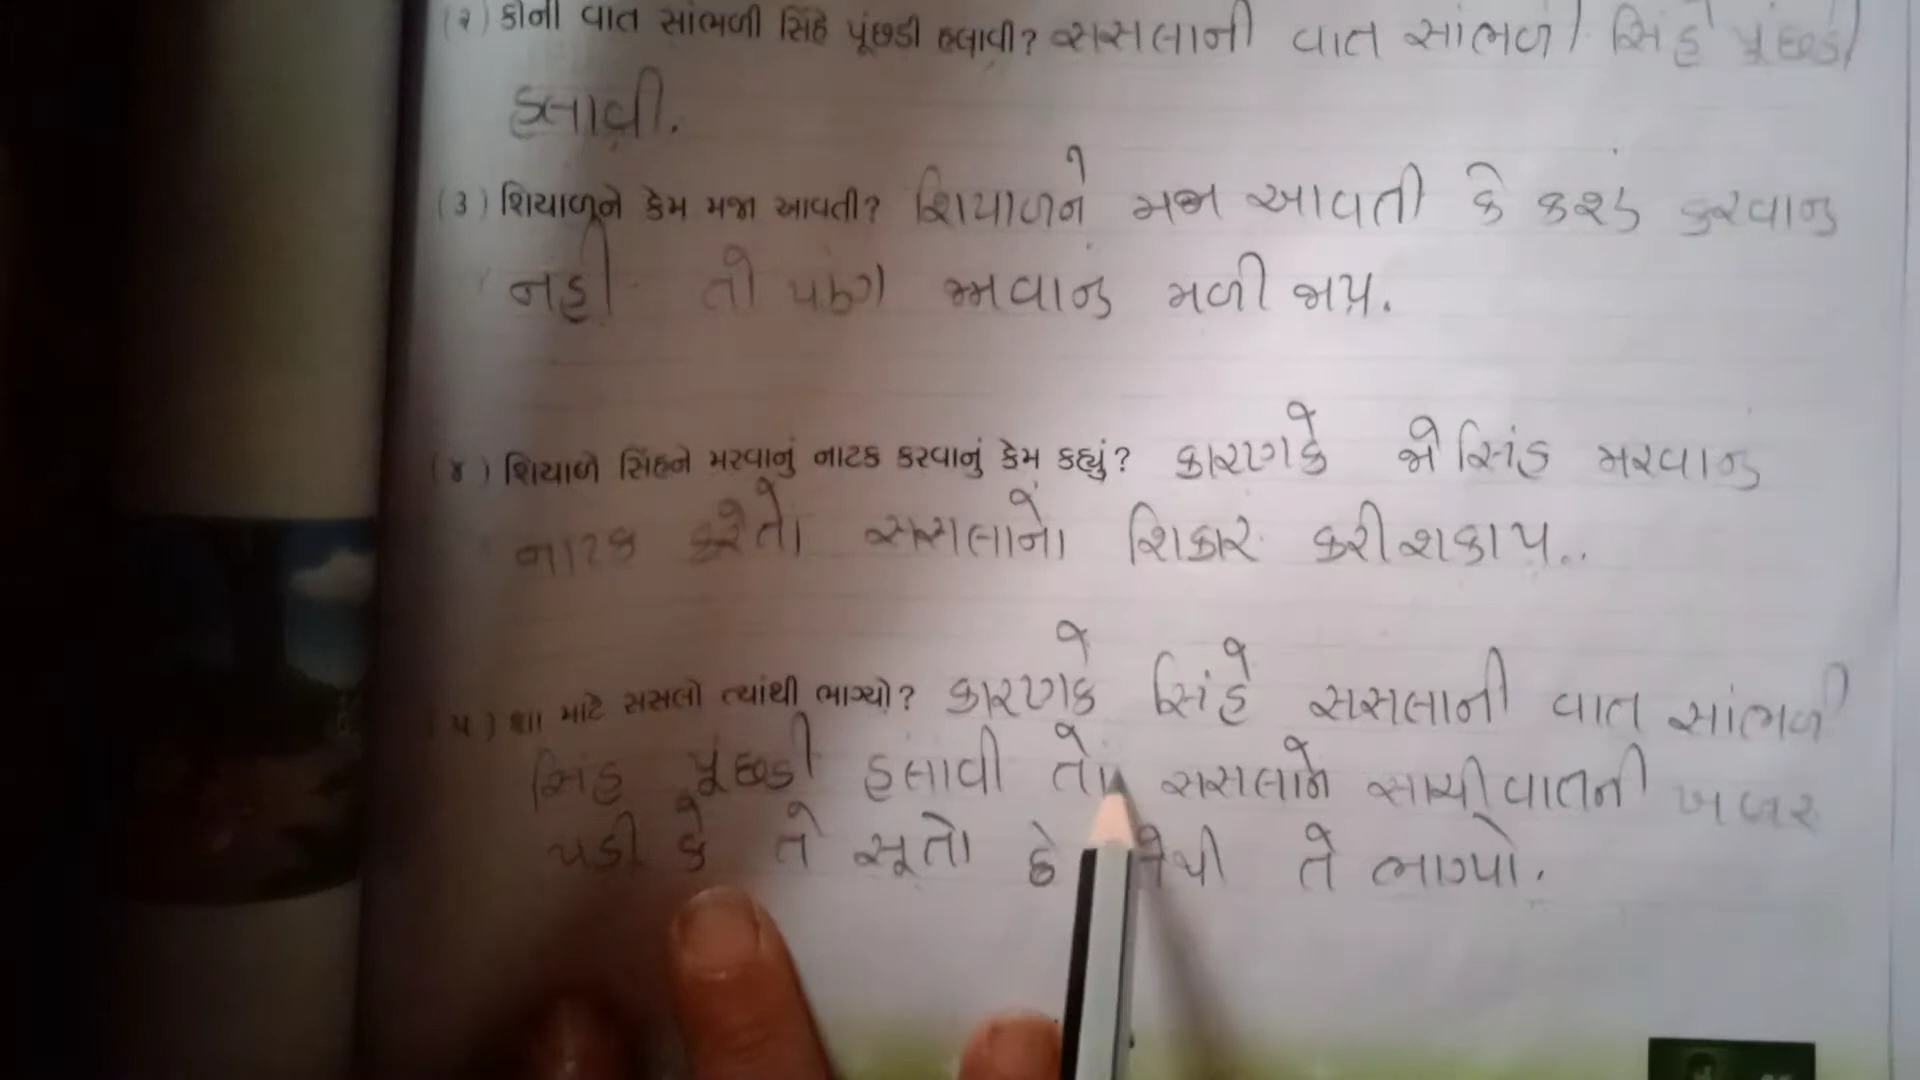 (૨) કોની વાત સાંભળી સિંહે પૂંછડી હલાવી? સસલાની વાત સાંભળી સિંહે પૂંછડી
હલાવી.
(૩) શિયાળને કેમ મજા આવતી? શિયાળને મજા આવતી કે કશું કરવાનું
નહી તો પણ ખાવાનું મળી જાય.
(૪) શિયાળે સિંહને મરવાનું નાટક કરવાનું કેમ કહ્યું? કારણકે જો સિંહ મરવાનું
નાટક કરેતો સસલાનો શિકાર કરી શકાય..
(૫) શા માટે સસલો ત્યાંથી ભાગ્યો? કારણકે સિંહે સસલાની વાત સાંભળી
સિંહ પૂંછડી હલાવી તો સસલાને સાચી વાતની ખબર
પડી કે તે સૂતો છે તેથી તે ભાગ્યો.